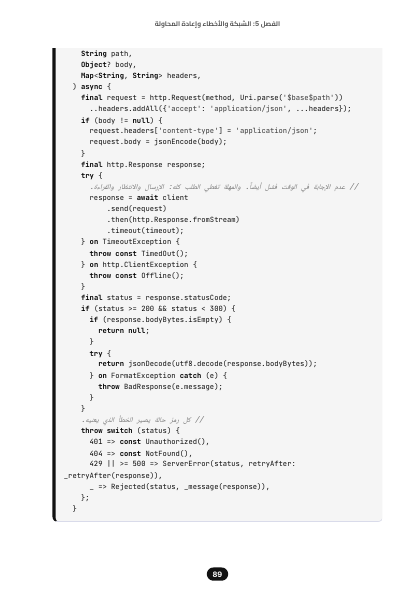 الفصل 5: الشبكة والأخطاء وإعادة المحاولة
String path,
Object? body,
Map<String, String> headers,
) async {
final request = http.Request(method, Uri.parse('$base$path'))
..headers.addAll({'accept': 'application/json', ...headers});
if (body != null) {
request.headers['content-type'] = 'application/json';
request.body = jsonEncode(body);
}
final http.Response response;
try {
// عدم الإجابة في الوقت فشل أيضاً. والمهلة تغطي الطلب كله: الإرسال والانتظار والقراءة.
response = await client
.send(request)
.then(http.Response.fromStream)
.timeout(timeout);
} on TimeoutException {
throw const TimedOut();
} on http.ClientException {
throw const Offline();
}
final status = response.statusCode;
if (status >= 200 && status < 300) {
if (response.bodyBytes.isEmpty) {
return null;
}
try {
return jsonDecode(utf8.decode(response.bodyBytes));
} on FormatException catch (e) {
throw BadResponse(e.message);
}
}
// كل رمز حالة يصير الخطأ الذي يعنيه.
throw switch (status) {
401 => const Unauthorized(),
404 => const NotFound(),
429 || >= 500 => ServerError(status, retryAfter:
_retryAfter(response)),
_ => Rejected(status, _message(response)),
};
}
89